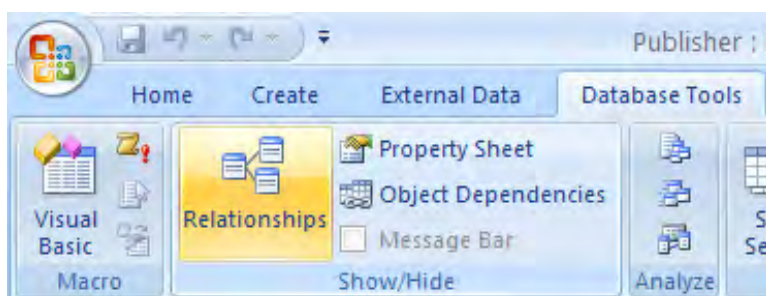 Publisher :
Home Create External Data Database Tools
Visual Basic
Relationships
Property Sheet
Object Dependencies
Message Bar
S
Se
Macro Show/Hide Analyze